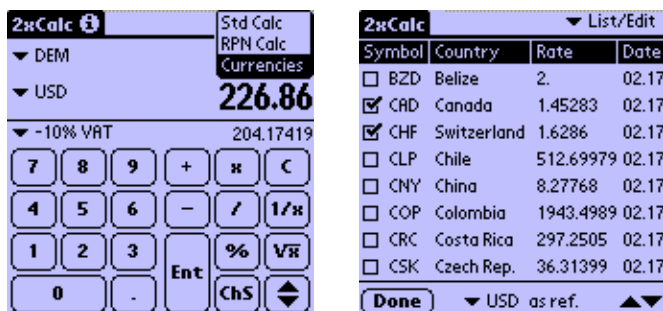 2xCalc i
Std Calc
RPN Calc
Currencies
DEM
USD
226.86
-10% VAT 204.17419
7 8 9 + x C
4 5 6 - / 1/x
1 2 3 Ent % √x
0 . ChS
2xCalc List/Edit
Symbol Country Rate Date
BZD Belize 2. 02.17
CAD Canada 1.45283 02.17
CHF Switzerland 1.6286 02.17
CLP Chile 512.69979 02.17
CNY China 8.27768 02.17
COP Colombia 1943.4989 02.17
CRC Costa Rica 297.2505 02.17
CSK Czech Rep. 36.31399 02.17
Done USD as ref.